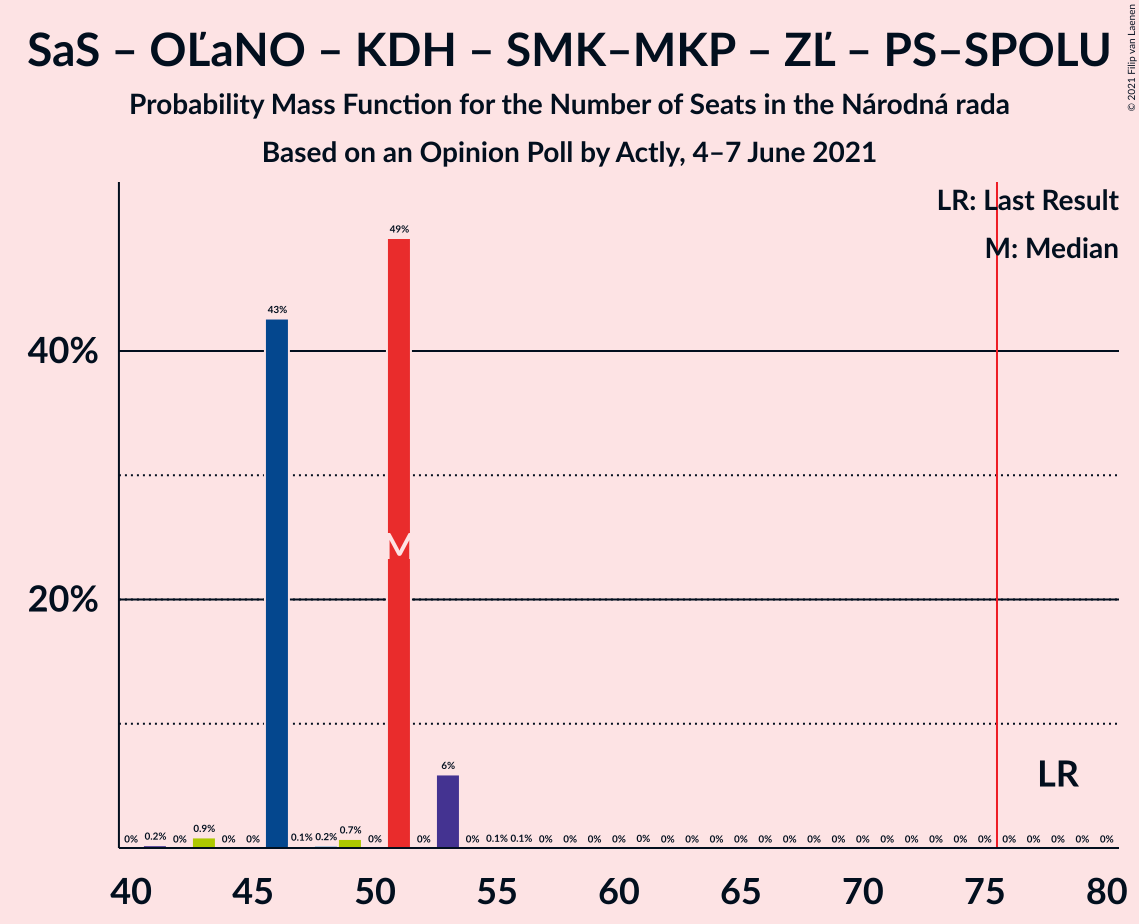 SaS – OĽaNO – KDH – SMK–MKP – ZĽ – PS–SPOLU
Probability Mass Function for the Number of Seats in the Národná rada
Based on an Opinion Poll by Actly, 4–7 June 2021
© 2021 Filip van Laenen
LR: Last Result
M: Median
49%
43%
40%
M
20%
6%
LR
0% 0.2% 0% 0.9% 0% 0% 0.1% 0.2% 0.7% 0% 0% 0% 0.1% 0.1% 0% 0% 0% 0% 0% 0% 0% 0% 0% 0% 0% 0% 0% 0% 0% 0% 0% 0% 0% 0% 0% 0% 0% 0%
40 45 50 55 60 65 70 75 80